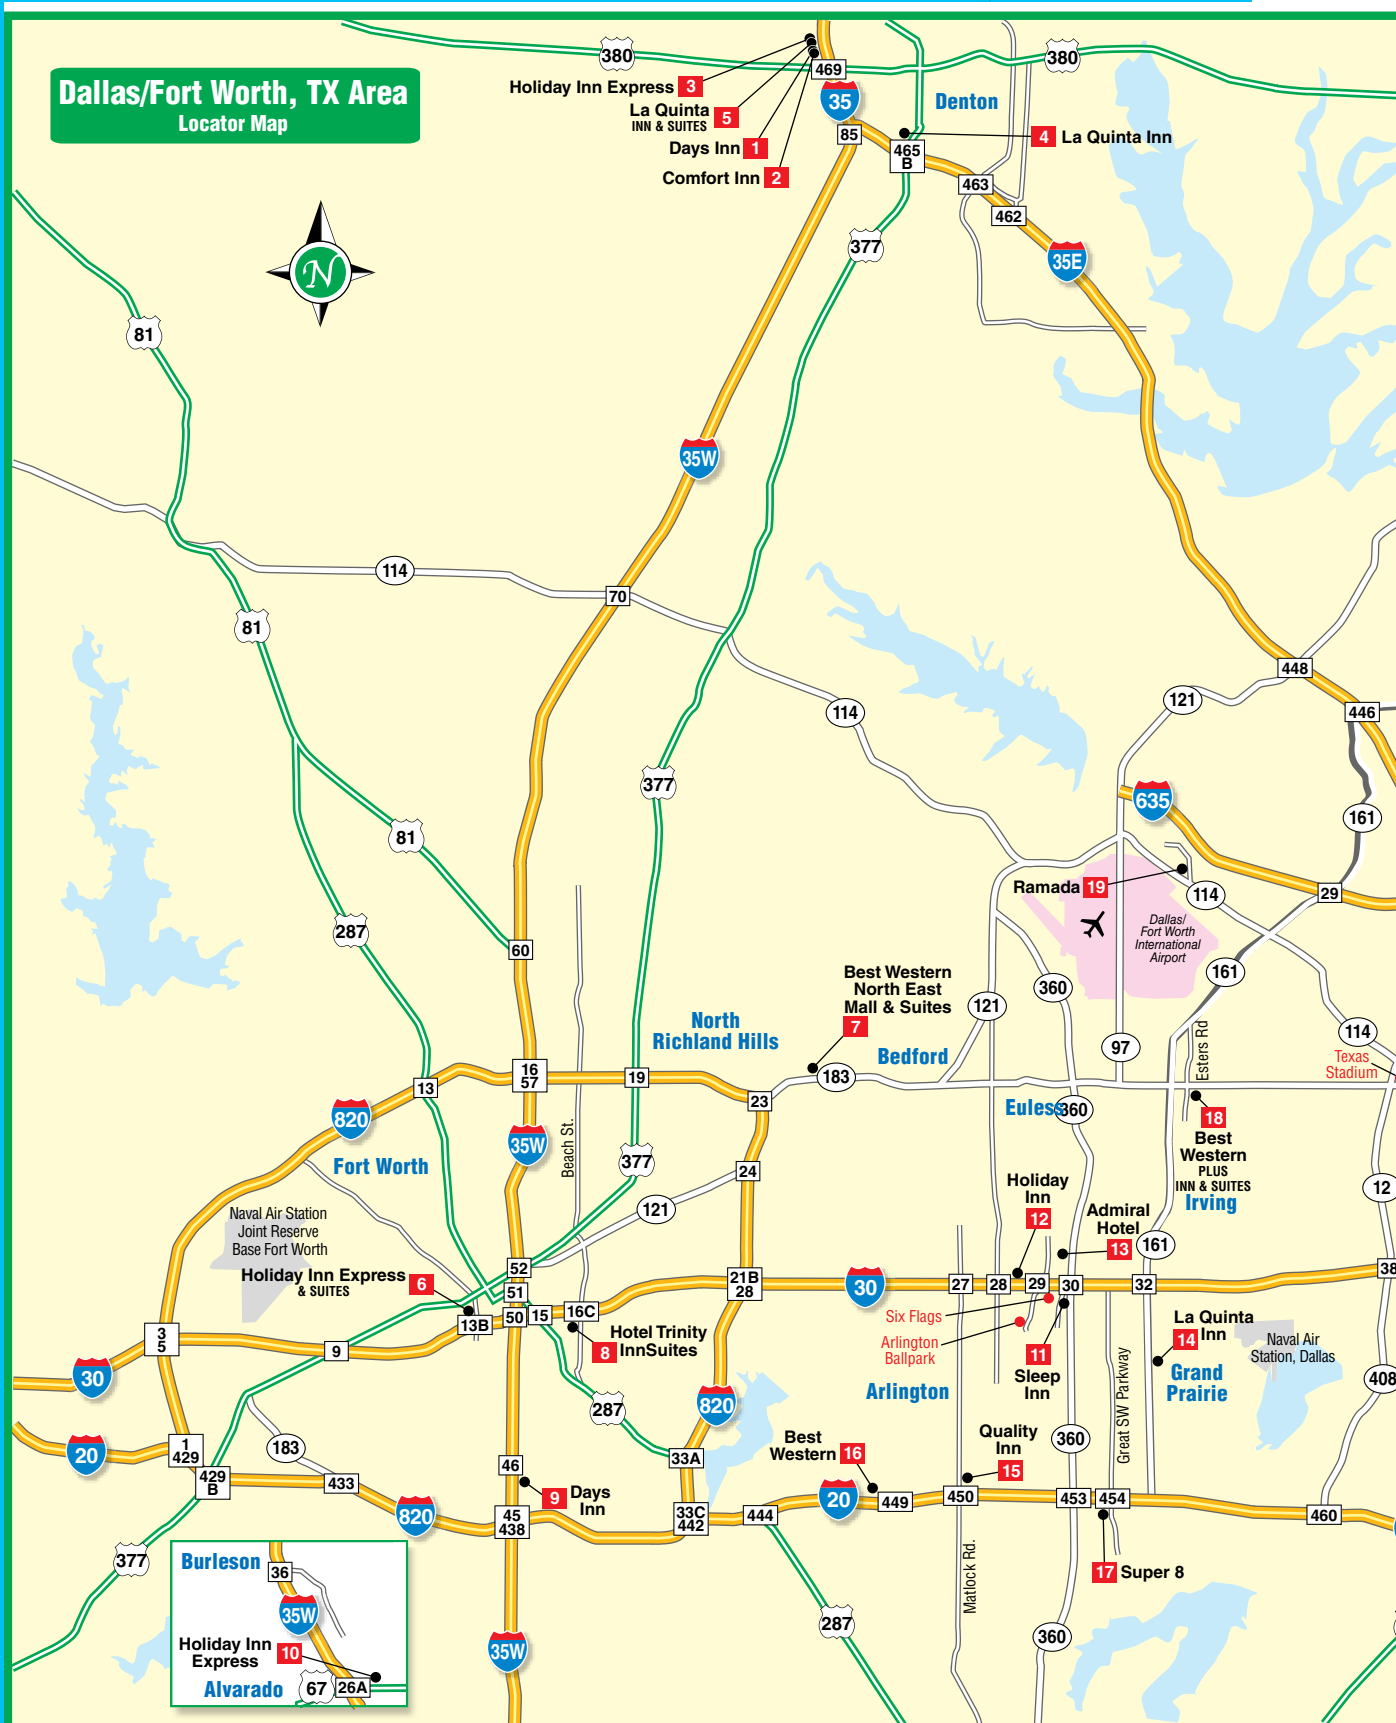 Dallas/Fort Worth, TX Area
Locator Map
N
380
469
380
Holiday Inn Express 3
35
Denton
La Quinta 5
INN & SUITES
85
4 La Quinta Inn
Days Inn 1
465
B
Comfort Inn 2
463
462
377
35E
81
35W
114
70
81
448
121
114
446
377
635
161
81
Ramada 19
29
114
287
Dallas/
Fort Worth
International
Airport
60
Best Western
North East
Mall & Suites
7
161
360
121
North
Richland Hills
Bedford
97
Esters Rd
114
Texas
Stadium
16
57
19
183
13
23
820
Euless
360
18
Best
Western
PLUS
INN & SUITES
Irving
35W
Beach St.
377
Fort Worth
24
Holiday
Inn
12
12
121
Admiral
Hotel
13
161
Naval Air Station
Joint Reserve
Base Fort Worth
52
Holiday Inn Express
& SUITES
6
51
21B
28
30
27
28
29
30
32
38
13B
50
15
16C
Six Flags
Arlington
Ballpark
Hotel Trinity
InnSuites
8
3
5
9
La Quinta
Inn
14
Naval Air
Station, Dallas
11
Sleep
Inn
30
Arlington
Grand
Prairie
Great SW Parkway
408
820
287
183
20
1
429
Best
Western
16
Quality
Inn
15
360
33A
46
429
B
433
9 Days
Inn
820
45
438
33C
442
444
20
449
450
453
454
460
Matlock Rd.
17 Super 8
377
Burleson
36
35W
287
360
35W
Holiday Inn
Express
10
Alvarado
67
26A